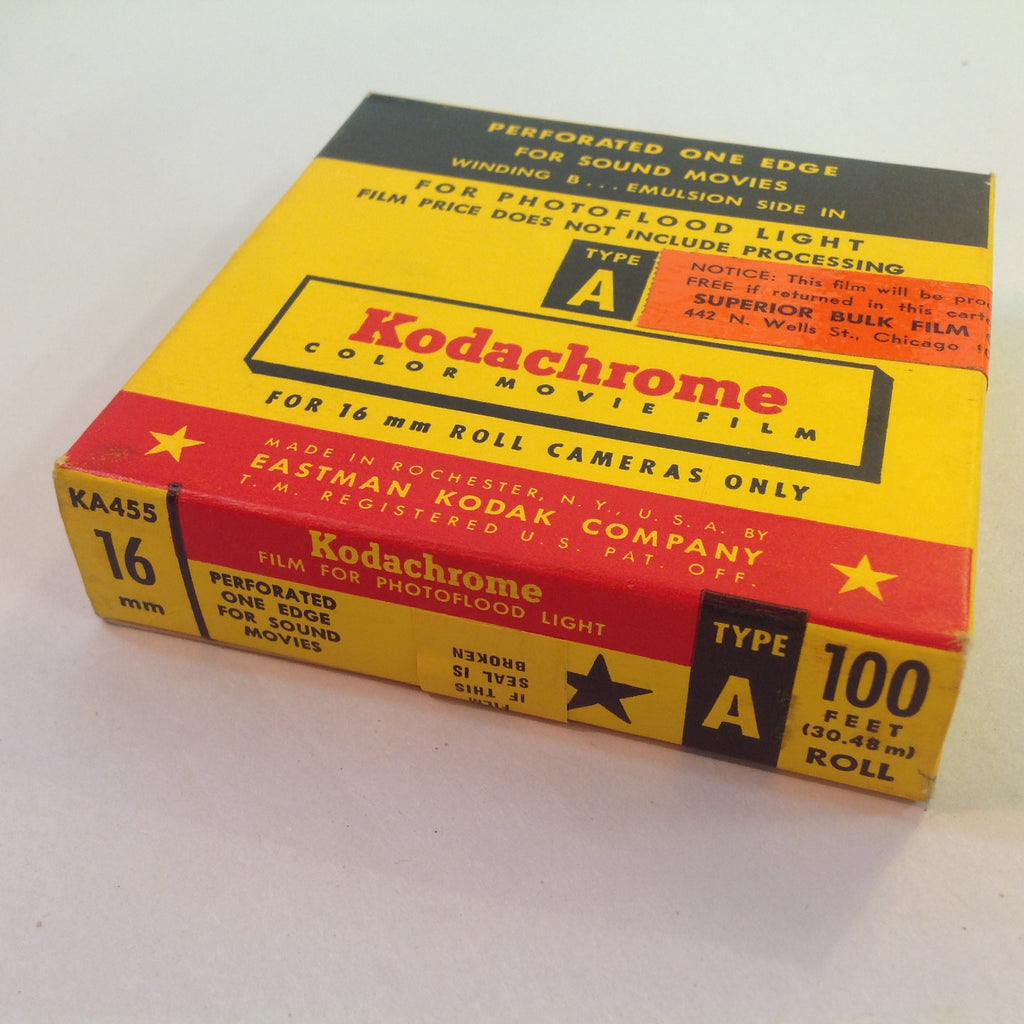 PERFORATED ONE EDGE
FOR SOUND MOVIES
WINDING B... EMULSION SIDE IN
FOR PHOTOFLOOD LIGHT
FILM PRICE DOES NOT INCLUDE PROCESSING
TYPE
A
NOTICE: This film will be
FREE if returned in this
SUPERIOR BULK FILM
442 N. Wells St., Chicago
Kodachrome
COLOR MOVIE FILM
FOR 16 mm ROLL CAMERAS ONLY
MADE IN ROCHESTER, N.Y., U.S.A. BY
EASTMAN KODAK COMPANY
T.M. REGISTERED U.S. PAT. OFF.
KA455
16
mm
Kodachrome
FILM FOR PHOTOFLOOD LIGHT
PERFORATED
ONE EDGE
FOR SOUND
MOVIES
IF THIS
SEAL IS
BROKEN
TYPE
A
100
FEET
(30.48 m)
ROLL